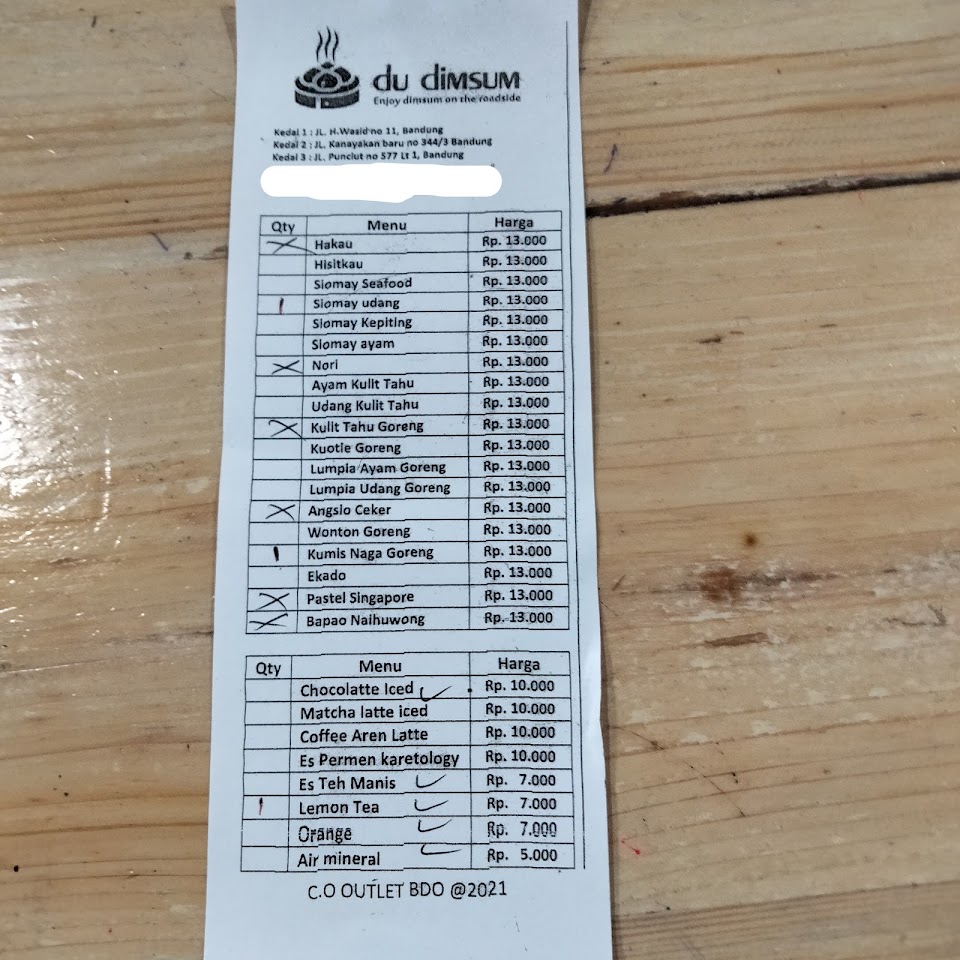 du dimsum
Enjoy dimsum on the roadside
Kedai 1 : JL. H.Wasid no 11, Bandung
Kedai 2 : JL. Kanayakan baru no 344/3 Bandung
Kedai 3 : JL. Punclut no 577 Lt 1, Bandung
Qty Menu Harga
Hakau Rp. 13.000
Hisitkau Rp. 13.000
Siomay Seafood Rp. 13.000
1 Siomay udang Rp. 13.000
Siomay Kepiting Rp. 13.000
Siomay ayam Rp. 13.000
Nori Rp. 13.000
Ayam Kulit Tahu Rp. 13.000
Udang Kulit Tahu Rp. 13.000
Kulit Tahu Goreng Rp. 13.000
Kuotie Goreng Rp. 13.000
Lumpia Ayam Goreng Rp. 13.000
Lumpia Udang Goreng Rp. 13.000
Angsio Ceker Rp. 13.000
Wonton Goreng Rp. 13.000
1 Kumis Naga Goreng Rp. 13.000
Ekado Rp. 13.000
Pastel Singapore Rp. 13.000
Bapao Naihuwong Rp. 13.000
Qty Menu Harga
Chocolatte Iced Rp. 10.000
Matcha latte iced Rp. 10.000
Coffee Aren Latte Rp. 10.000
Es Permen karetology Rp. 10.000
Es Teh Manis Rp. 7.000
1 Lemon Tea Rp. 7.000
Orange Rp. 7.000
Air mineral Rp. 5.000
C.O OUTLET BDO @2021